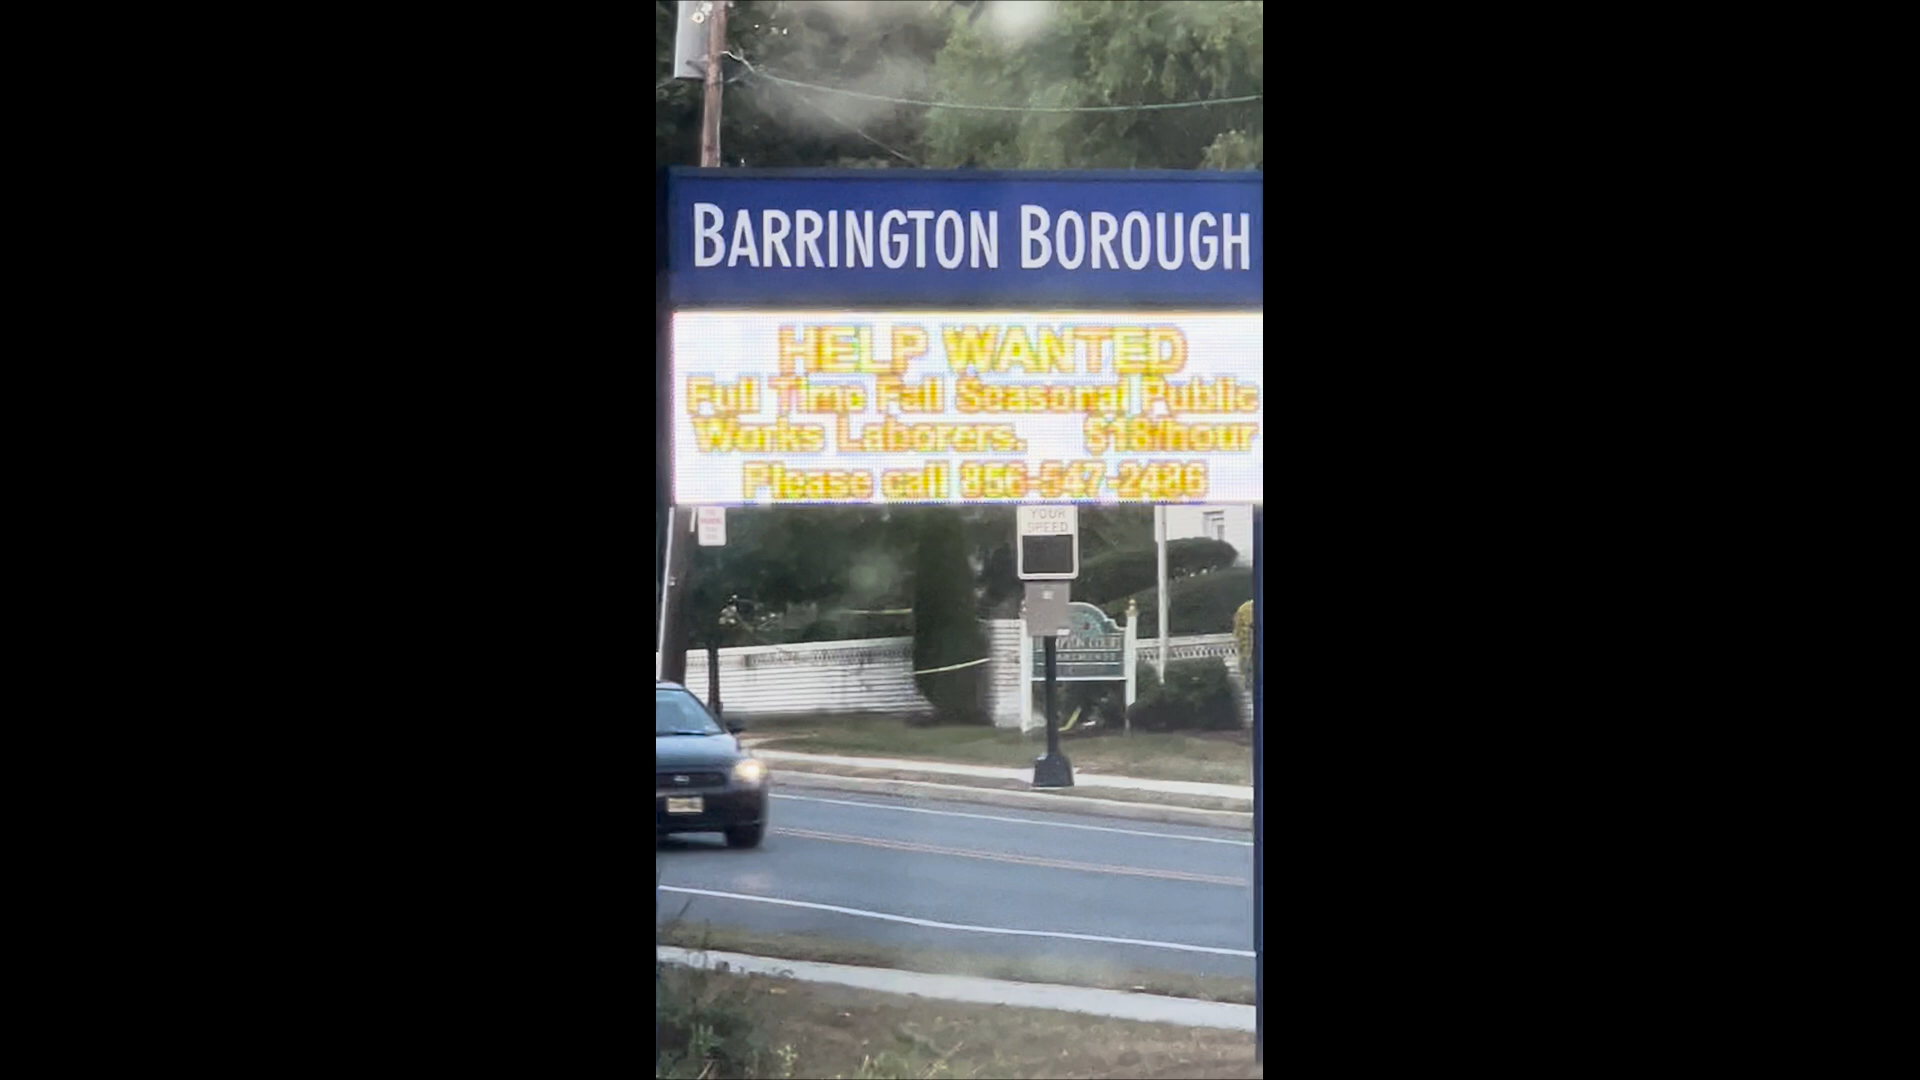 BARRINGTON BOROUGH
HELP WANTED
Full Time Fall Seasonal Public
Works Laborers. $18/hour
Please call 856-547-2486
YOUR
SPEED